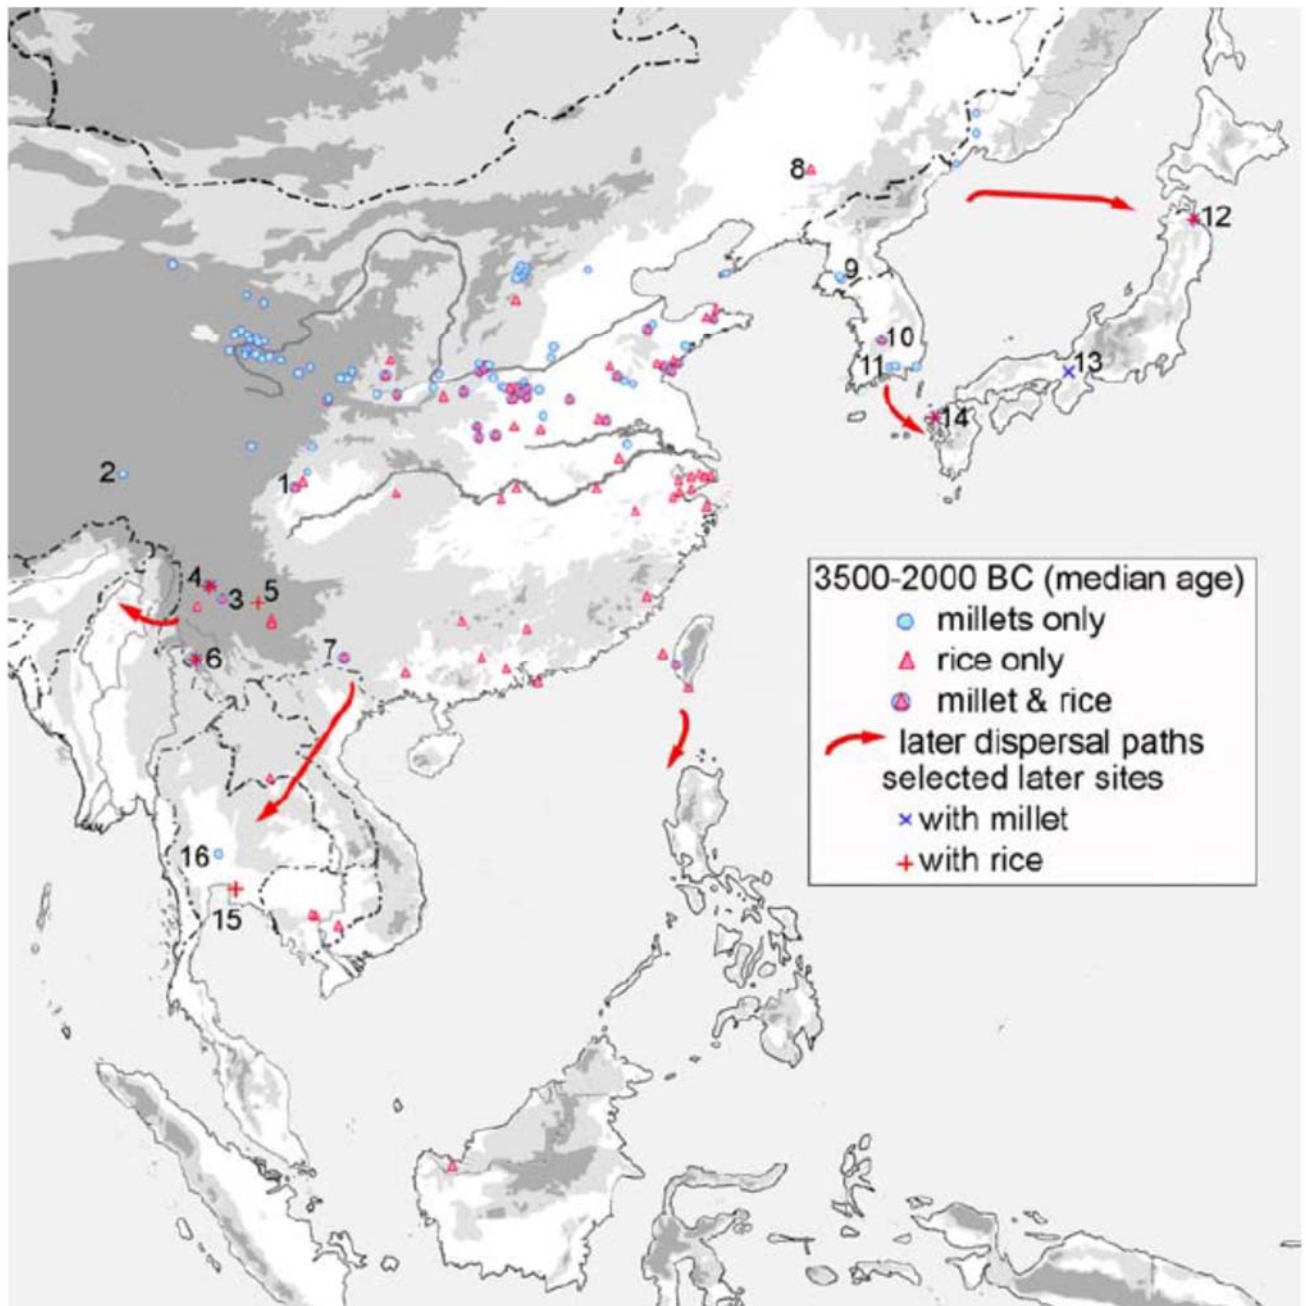 8
12
9
10
11
13
14
2
1
3500-2000 BC (median age)
millets only
rice only
millet & rice
later dispersal paths
selected later sites
with millet
with rice
4
3
5
6
7
16
15